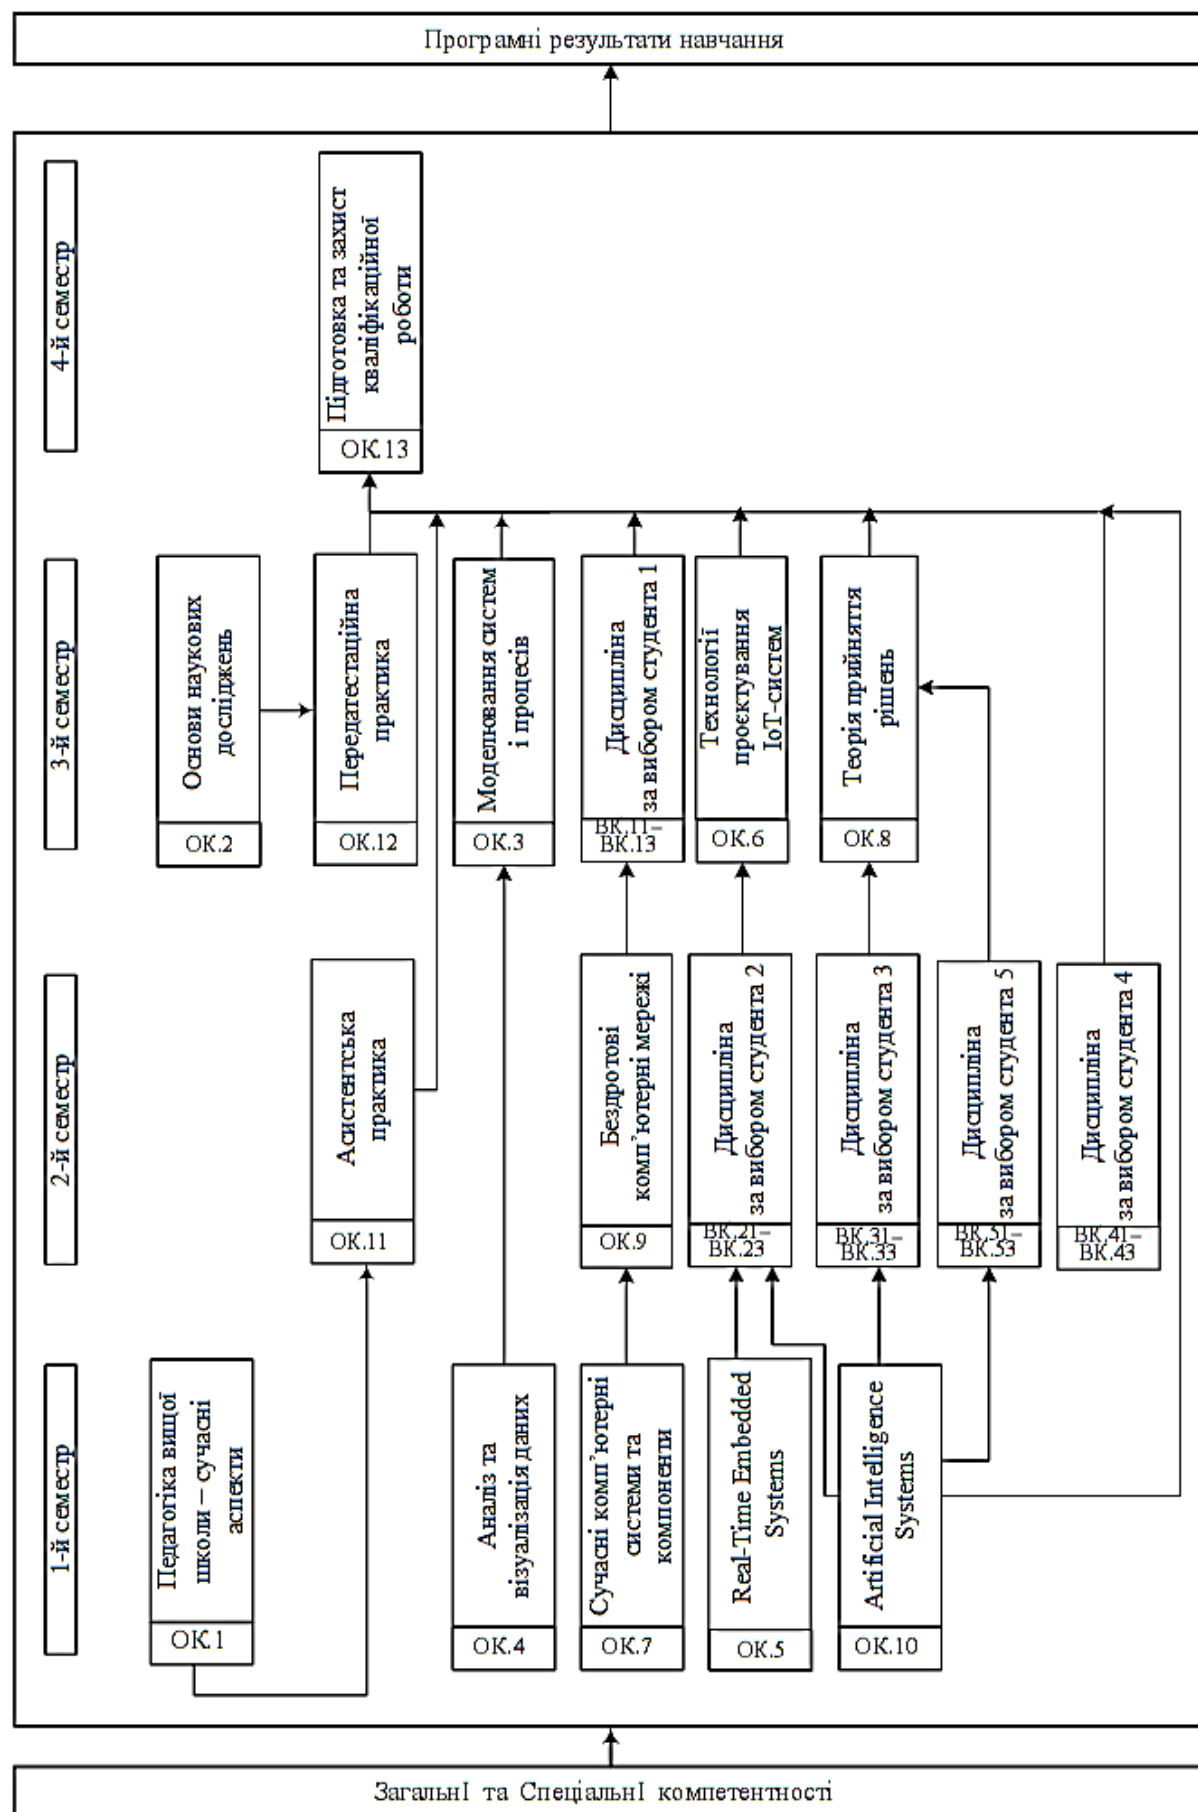 Програмні результати навчання
4-й семестр
Підготовка та захист
кваліфікаційної
роботи
ОК.13
3-й семестр
Основи наукових
досліджень
ОК.2
Передатестаційна
практика
ОК.12
Моделювання систем
і процесів
ОК.3
Дисципліна
за вибором студента 1
ВК.11–
ВК.13
Технології
проєктування
ІоТ-систем
ОК.6
Теорія прийняття
рішень
ОК.8
2-й семестр
Асистентська
практика
ОК.11
Бездротові
комп’ютерні мережі
ОК.9
Дисципліна
за вибором студента 2
ВК.21–
ВК.23
Дисципліна
за вибором студента 3
ВК.31–
ВК.33
Дисципліна
за вибором студента 5
ВК.51–
ВК.53
Дисципліна
за вибором студента 4
ВК.41–
ВК.43
1-й семестр
Педагогіка вищої
школи – сучасні
аспекти
ОК.1
Аналіз та
візуалізація даних
ОК.4
Сучасні комп’ютерні
системи та
компоненти
ОК.7
Real-Time Embedded
Systems
ОК.5
Artificial Intelligence
Systems
ОК.10
ЗагальнІ та СпеціальнІ компетентності